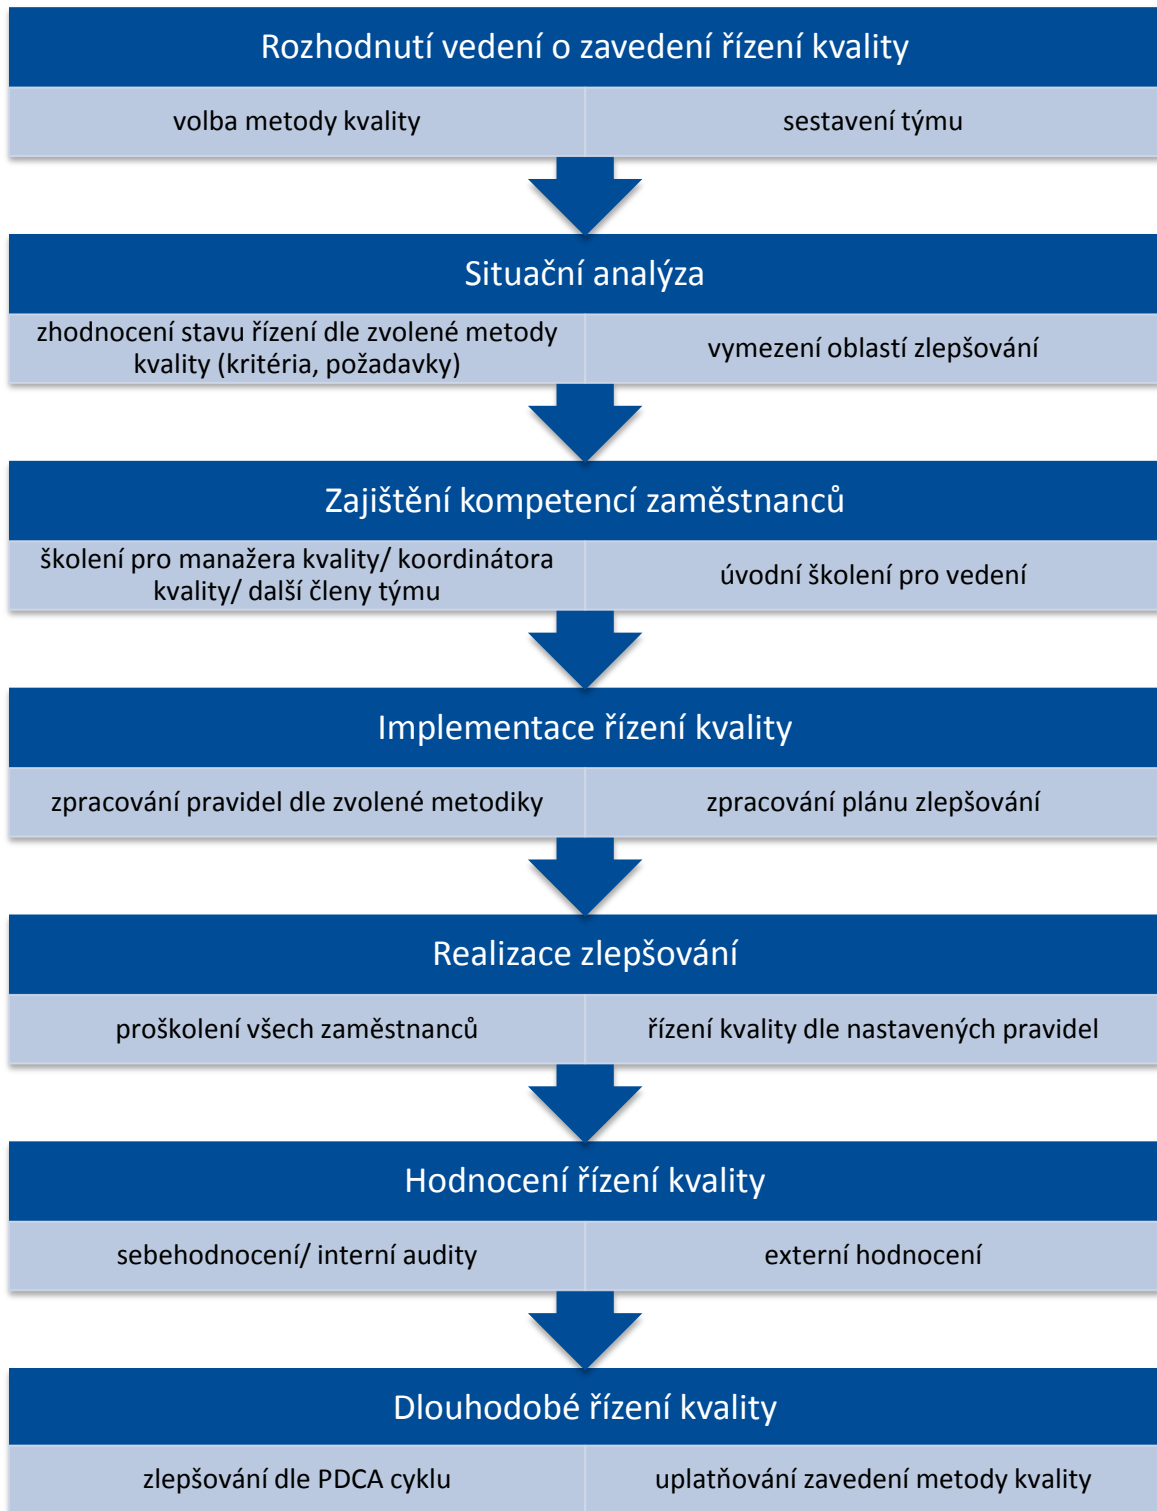 Rozhodnutí vedení o zavedení řízení kvality
volba metody kvality
sestavení týmu
Situační analýza
zhodnocení stavu řízení dle zvolené metody
kvality (kritéria, požadavky)
vymezení oblastí zlepšování
Zajištění kompetencí zaměstnanců
školení pro manažera kvality/ koordinátora
kvality/ další členy týmu
úvodní školení pro vedení
Implementace řízení kvality
zpracování pravidel dle zvolené metodiky
zpracování plánu zlepšování
Realizace zlepšování
proškolení všech zaměstnanců
řízení kvality dle nastavených pravidel
Hodnocení řízení kvality
sebehodnocení/ interní audity
externí hodnocení
Dlouhodobé řízení kvality
zlepšování dle PDCA cyklu
uplatňování zavedení metody kvality